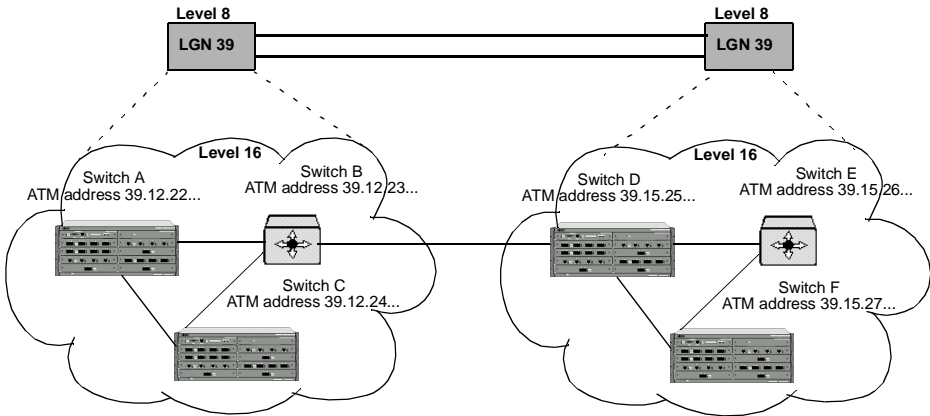 Level 8
Level 8
LGN 39
LGN 39
Level 16
Switch A
ATM address 39.12.22...
Switch B
ATM address 39.12.23...
Switch C
ATM address 39.12.24...
Level 16
Switch D
ATM address 39.15.25...
Switch E
ATM address 39.15.26...
Switch F
ATM address 39.15.27...